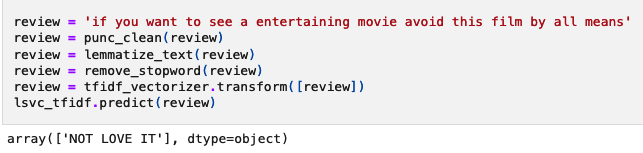 review = 'if you want to see a entertaining movie avoid this film by all means'
review = punc_clean(review)
review = lemmatize_text(review)
review = remove_stopword(review)
review = tfidf_vectorizer.transform([review])
lsvc_tfidf.predict(review)
array(['NOT LOVE IT'], dtype=object)